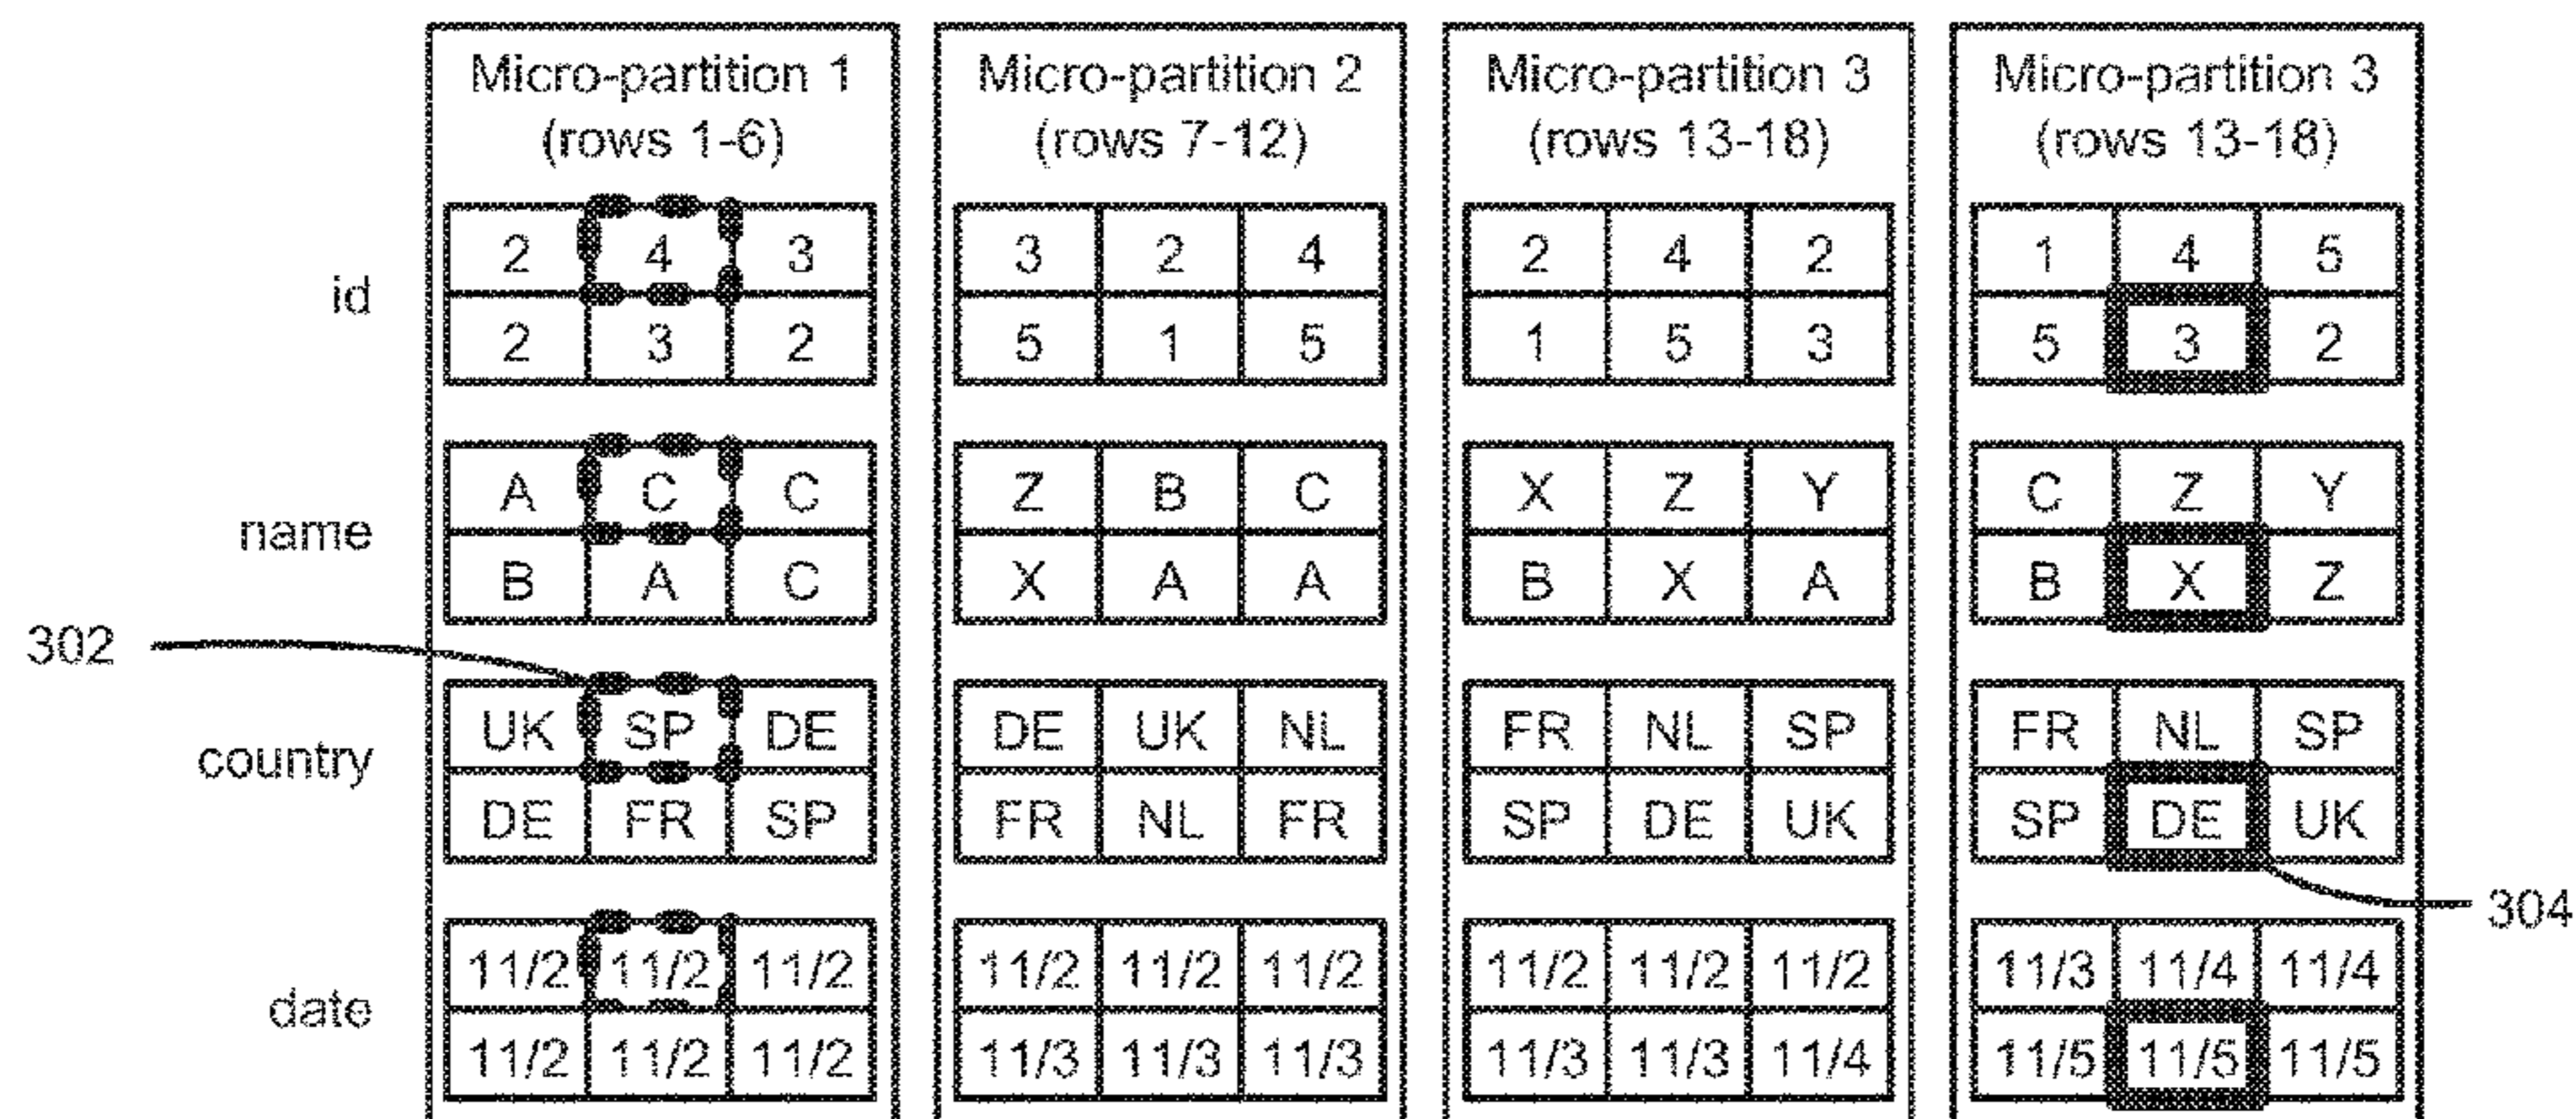 Micro-partition 1 Micro-partition 2 Micro-partition 3 Micro-partition 3
(rows 1-6) (rows 7-12) (rows 13-18) (rows 13-18)
2 4 3 3 2 4 2 4 2 1 4 5
id
2 3 2 5 1 5 1 5 3 5 3 2
A C C Z B C X Z Y C Z Y
name
B A C X A A B X A B X Z
302
UK SP DE DE UK NL FR NL SP FR NL SP
country
DE FR SP FR NL FR SP DE UK SP DE UK
304
11/2 11/2 11/2 11/2 11/2 11/2 11/2 11/2 11/2 11/3 11/4 11/4
date
11/2 11/2 11/2 11/3 11/3 11/3 11/3 11/3 11/4 11/5 11/5 11/5